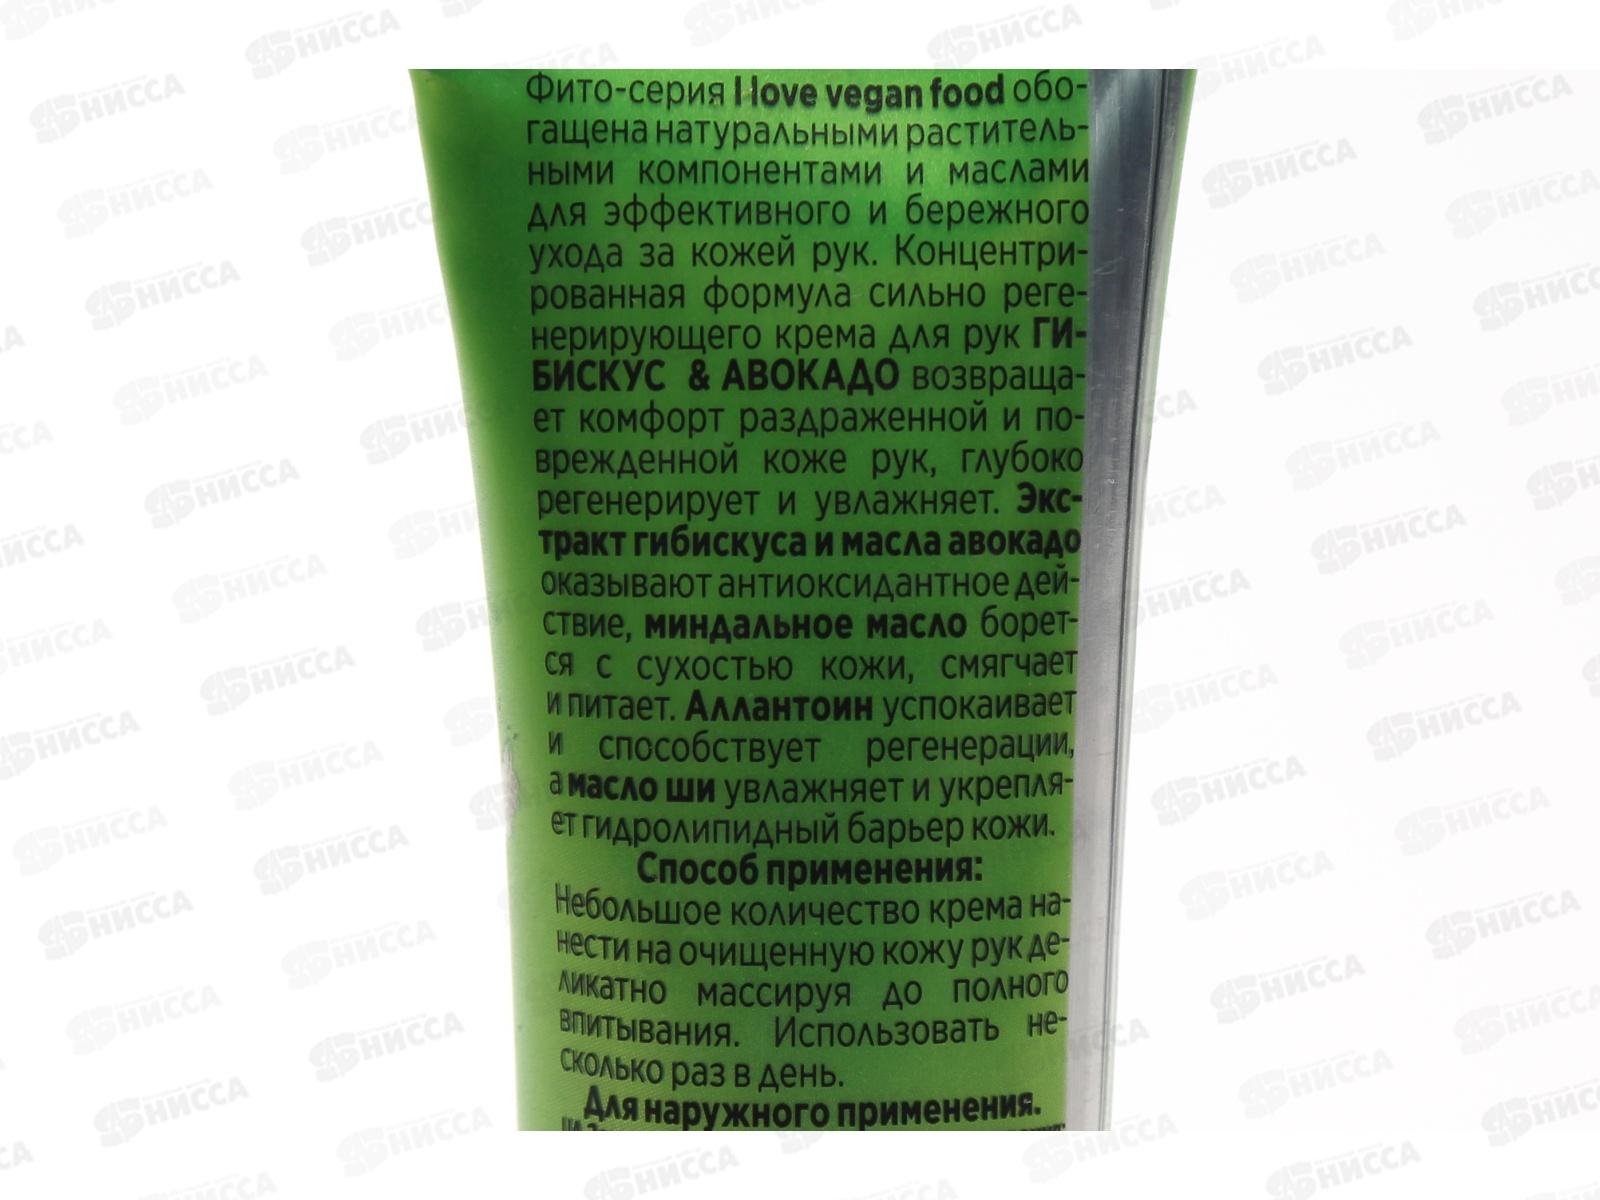 Фито-серия I love vegan food обо-
гащена натуральными раститель-
ными компонентами и маслами
для эффективного и бережного
ухода за кожей рук. Концентри-
рованная формула сильно реге-
нерирующего крема для рук ГИ-
БИСКУС & АВОКАДО возвраща-
ет комфорт раздраженной и по-
врежденной коже рук, глубоко
регенерирует и увлажняет. Экс-
тракт гибискуса и масла авокадо
оказывают антиоксидантное дей-
ствие, миндальное масло борет-
ся с сухостью кожи, смягчает
и питает. Аллантоин успокаивает
и способствует регенерации,
а масло ши увлажняет и укрепля-
ет гидролипидный барьер кожи.
Способ применения:
Небольшое количество крема на-
нести на очищенную кожу рук де-
ликатно массируя до полного
впитывания. Использовать не-
сколько раз в день.
Для наружного применения.